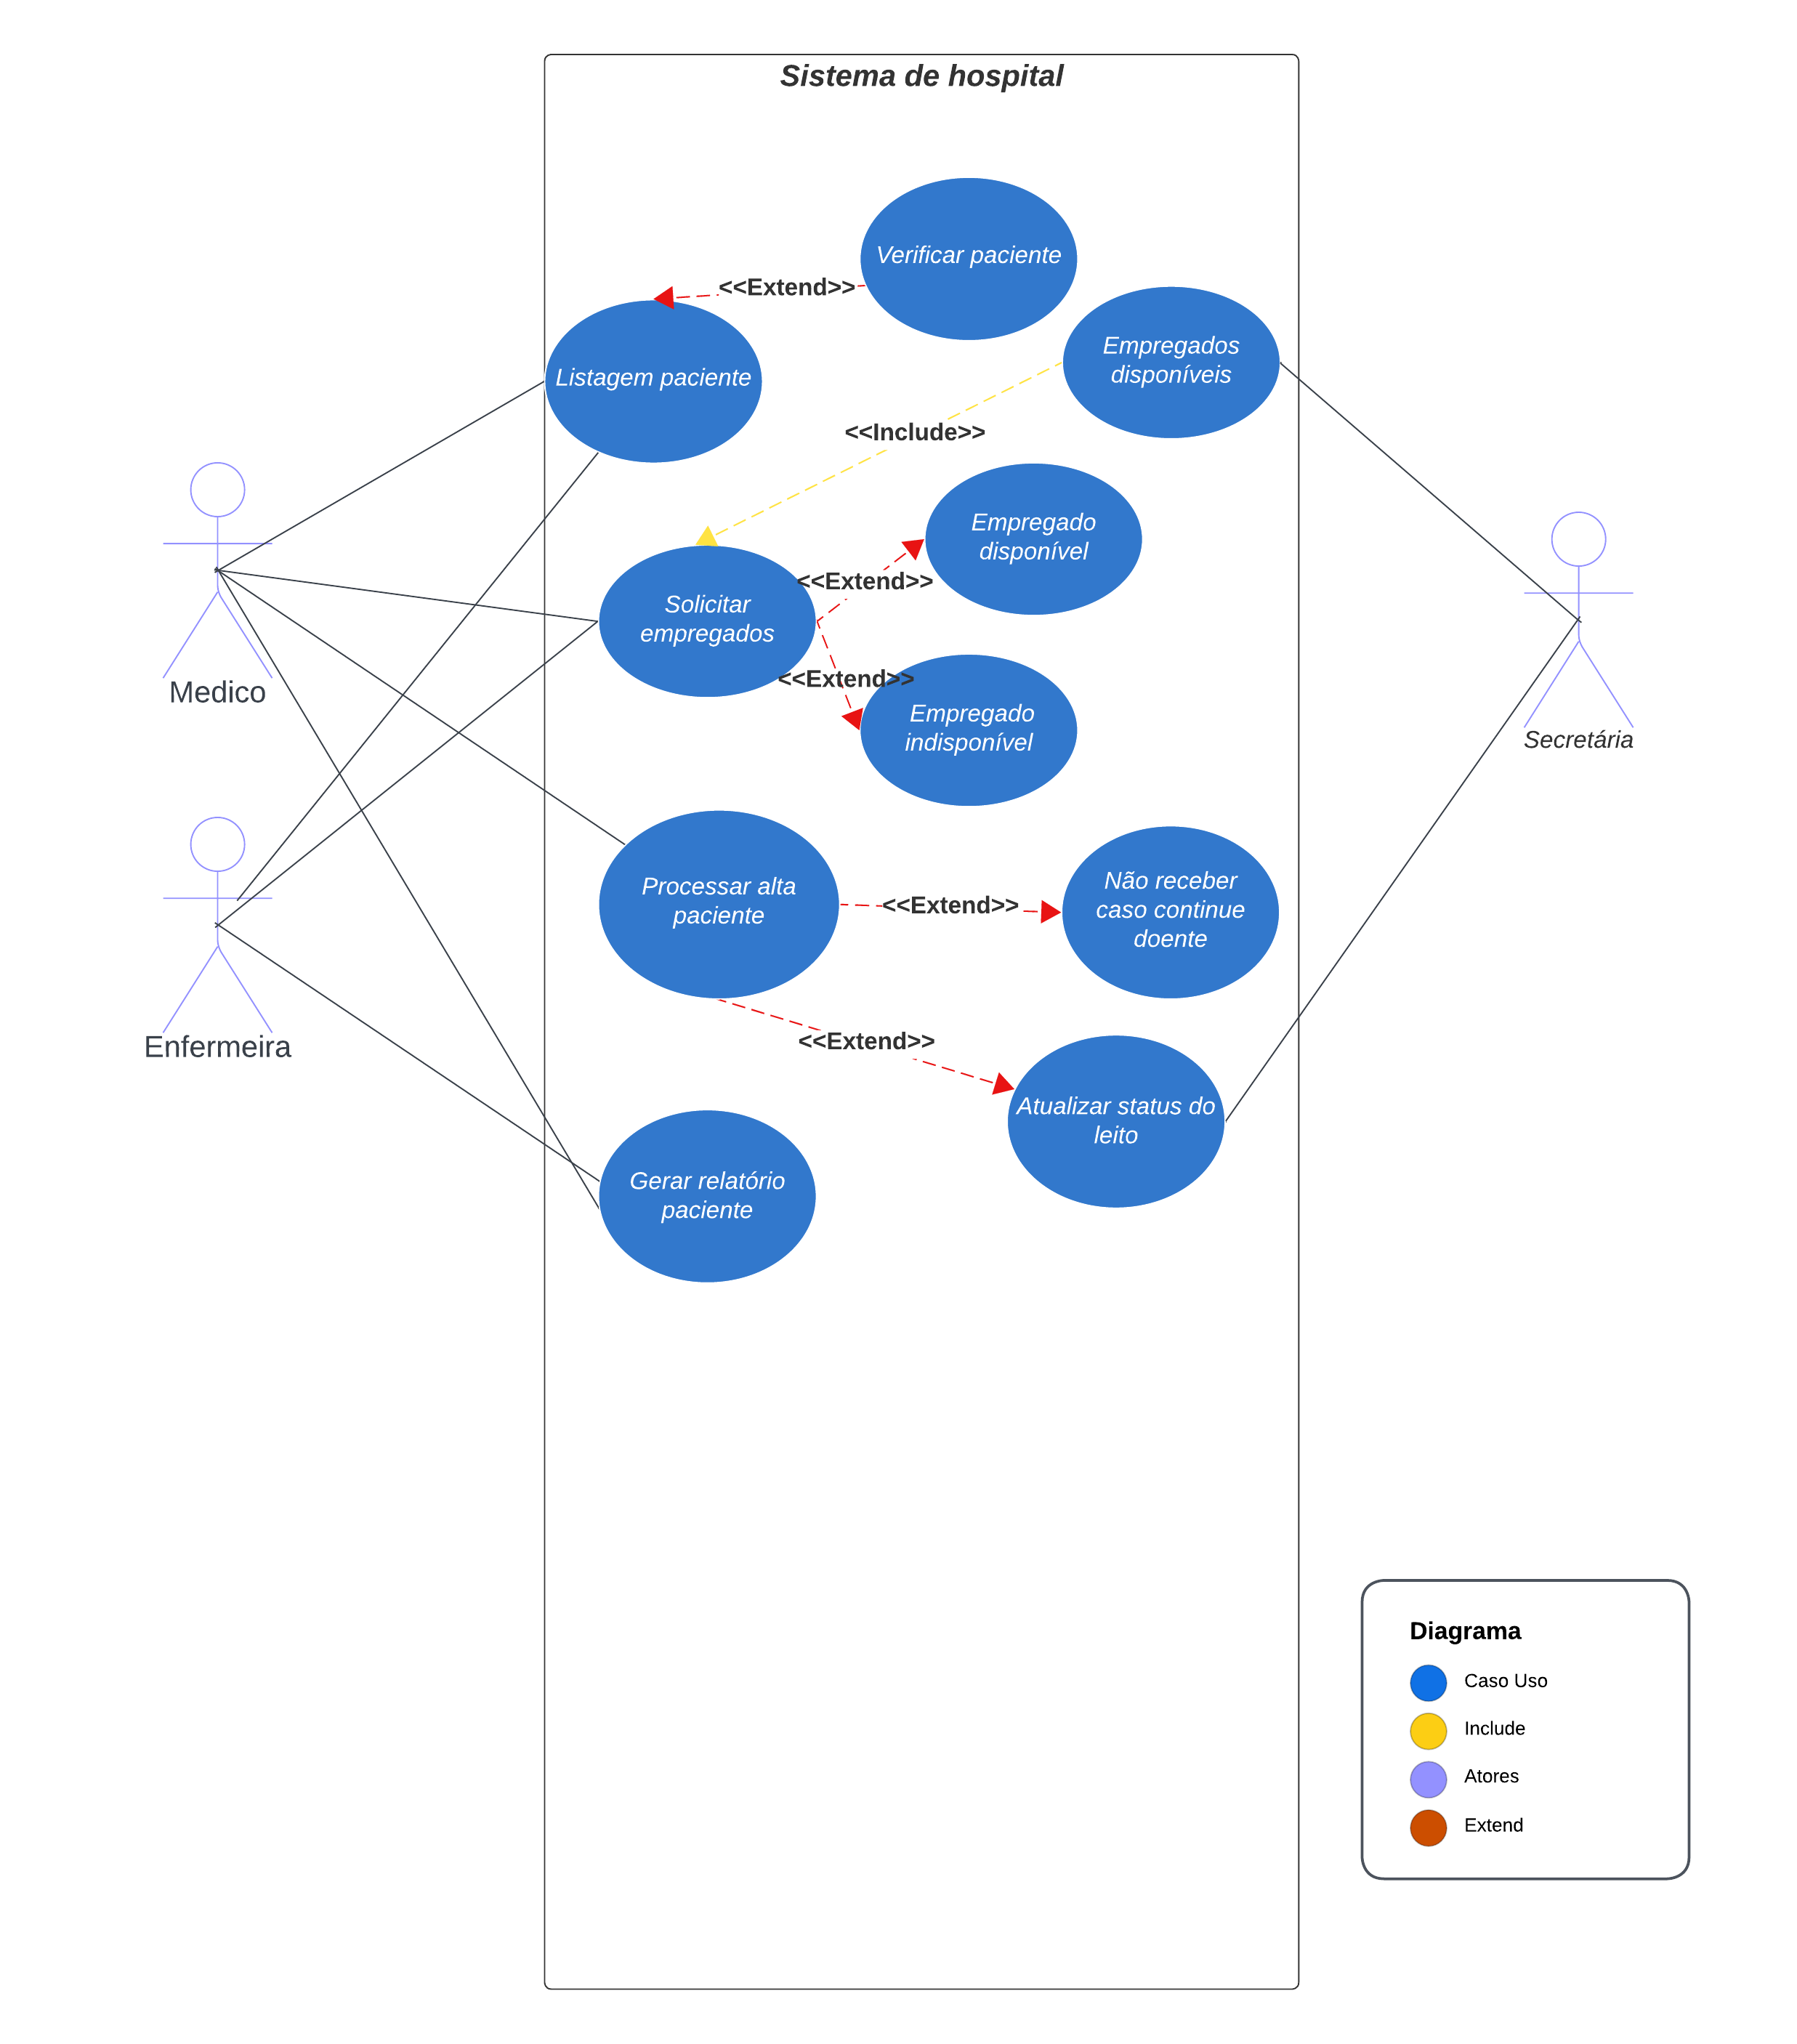 Sistema de hospital
Verificar paciente
<<Extend>>
Listagem paciente
Empregados
disponíveis
<<Include>>
Empregado
disponível
<<Extend>>
Solicitar
empregados
<<Extend>>
Empregado
indisponível
Medico
Secretária
Processar alta
paciente
<<Extend>>
Não receber
caso continue
doente
Enfermeira
<<Extend>>
Atualizar status do
leito
Gerar relatório
paciente
Diagrama
Caso Uso
Include
Atores
Extend